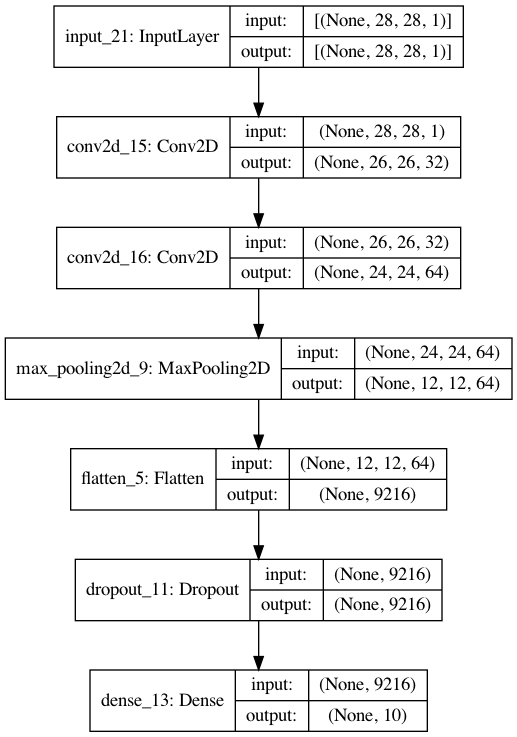 input_21: InputLayer
input:
[(None, 28, 28, 1)]
output:
[(None, 28, 28, 1)]
conv2d_15: Conv2D
input:
(None, 28, 28, 1)
output:
(None, 26, 26, 32)
conv2d_16: Conv2D
input:
(None, 26, 26, 32)
output:
(None, 24, 24, 64)
max_pooling2d_9: MaxPooling2D
input:
(None, 24, 24, 64)
output:
(None, 12, 12, 64)
flatten_5: Flatten
input:
(None, 12, 12, 64)
output:
(None, 9216)
dropout_11: Dropout
input:
(None, 9216)
output:
(None, 9216)
dense_13: Dense
input:
(None, 9216)
output:
(None, 10)